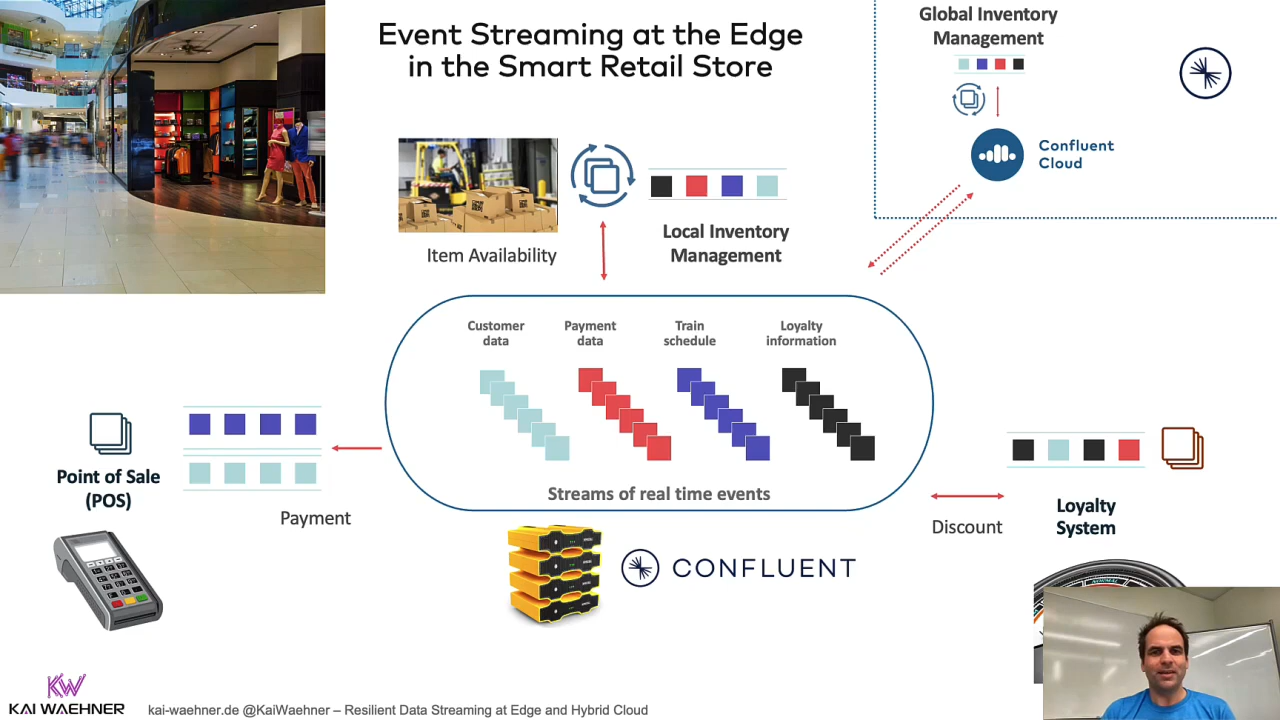 Event Streaming at the Edge
in the Smart Retail Store
Global Inventory
Management
Confluent
Cloud
Item Availability
Local Inventory
Management
Customer
data
Payment
data
Train
schedule
Loyalty
information
Streams of real time events
Point of Sale
(POS)
Payment
Discount
Loyalty
System
CONFLUENT
NORMAL
KW
KAI WAEHNER
kai-waehner.de @KaiWaehner – Resilient Data Streaming at Edge and Hybrid Cloud